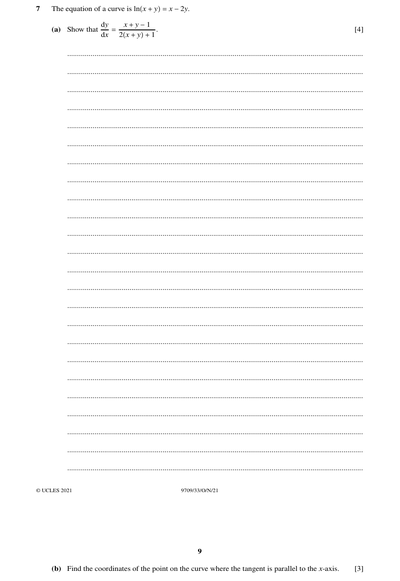 7 The equation of a curve is ln(x + y) = x − 2y.
(a) Show that dy/dx = (x + y − 1)/(2(x + y) + 1). [4]
© UCLES 2021 9709/33/O/N/21
9
(b) Find the coordinates of the point on the curve where the tangent is parallel to the x-axis. [3]